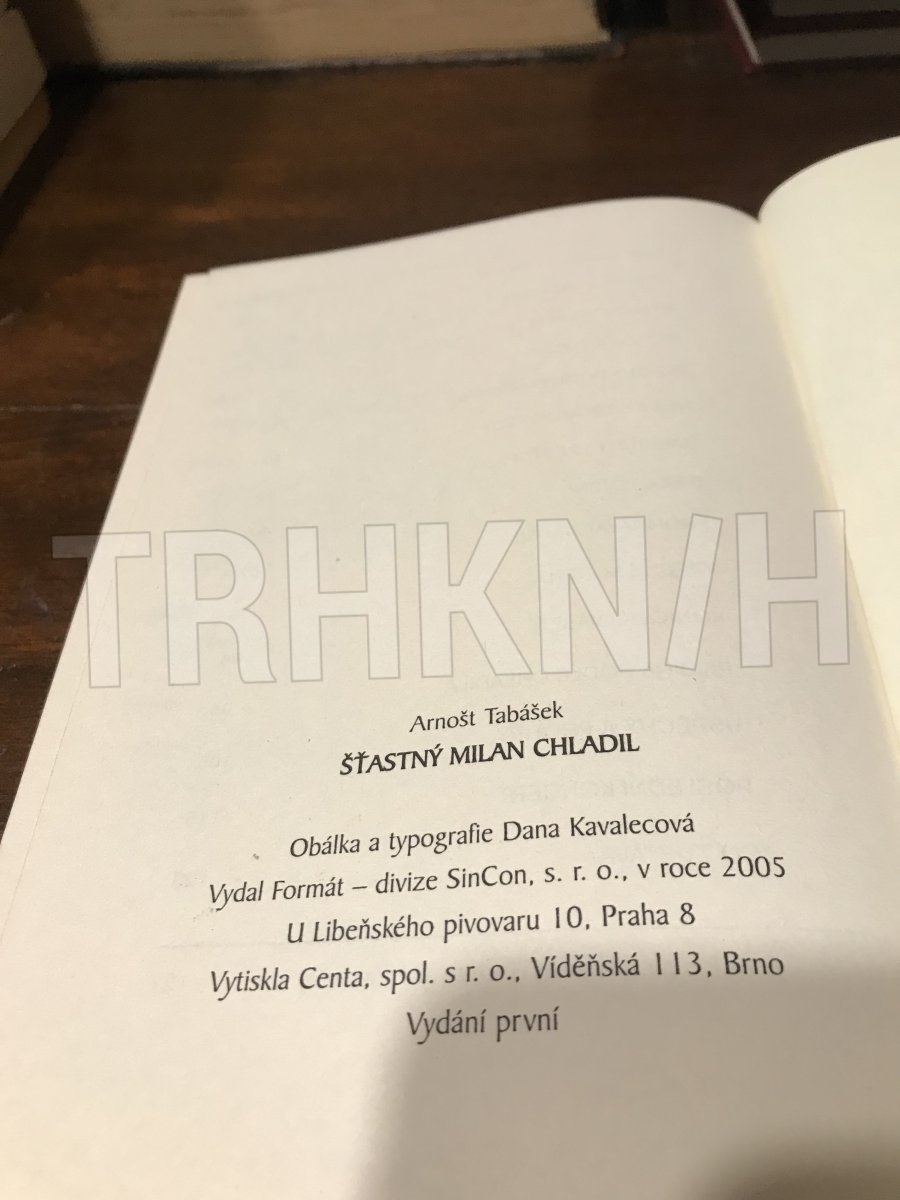 TRHKNIH
Arnošt Tabášek
ŠŤASTNÝ MILAN CHLADIL
Obálka a typografie Dana Kavalecová
Vydal Formát – divize SinCon, s. r. o., v roce 2005
U Libeňského pivovaru 10, Praha 8
Vytiskla Centa, spol. s r. o., Víděňská 113, Brno
Vydání první